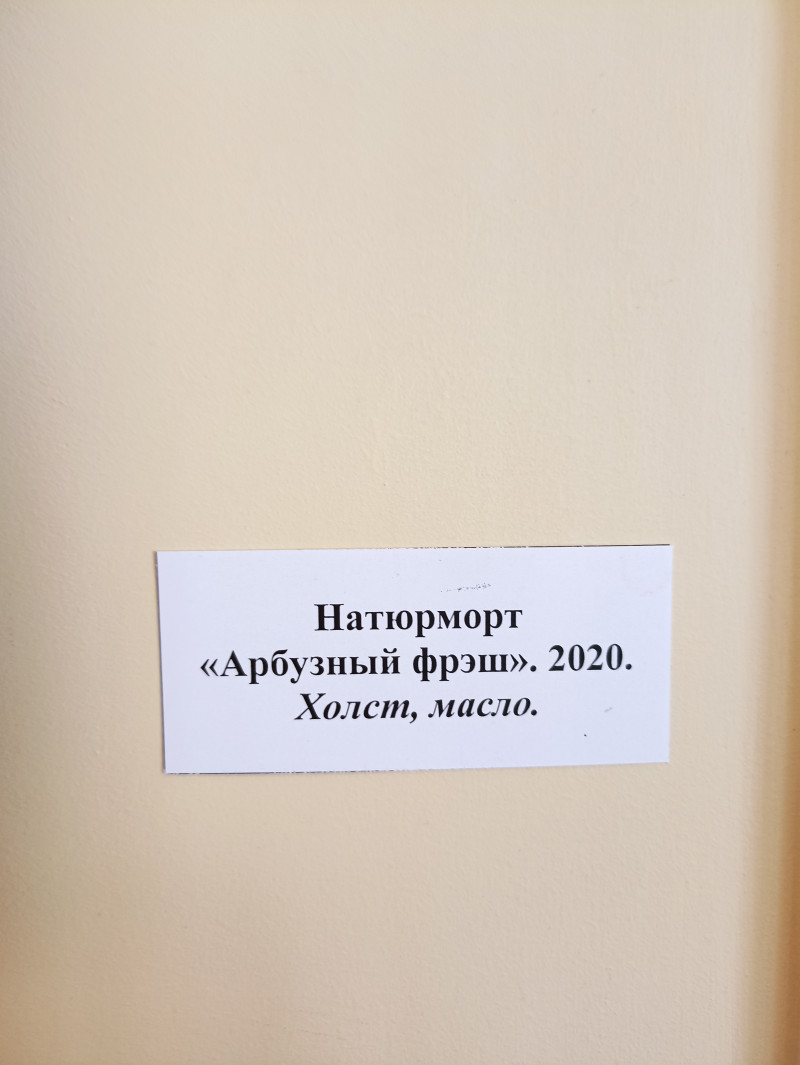 Натюрморт
«Арбузный фрэш». 2020.
Холст, масло.